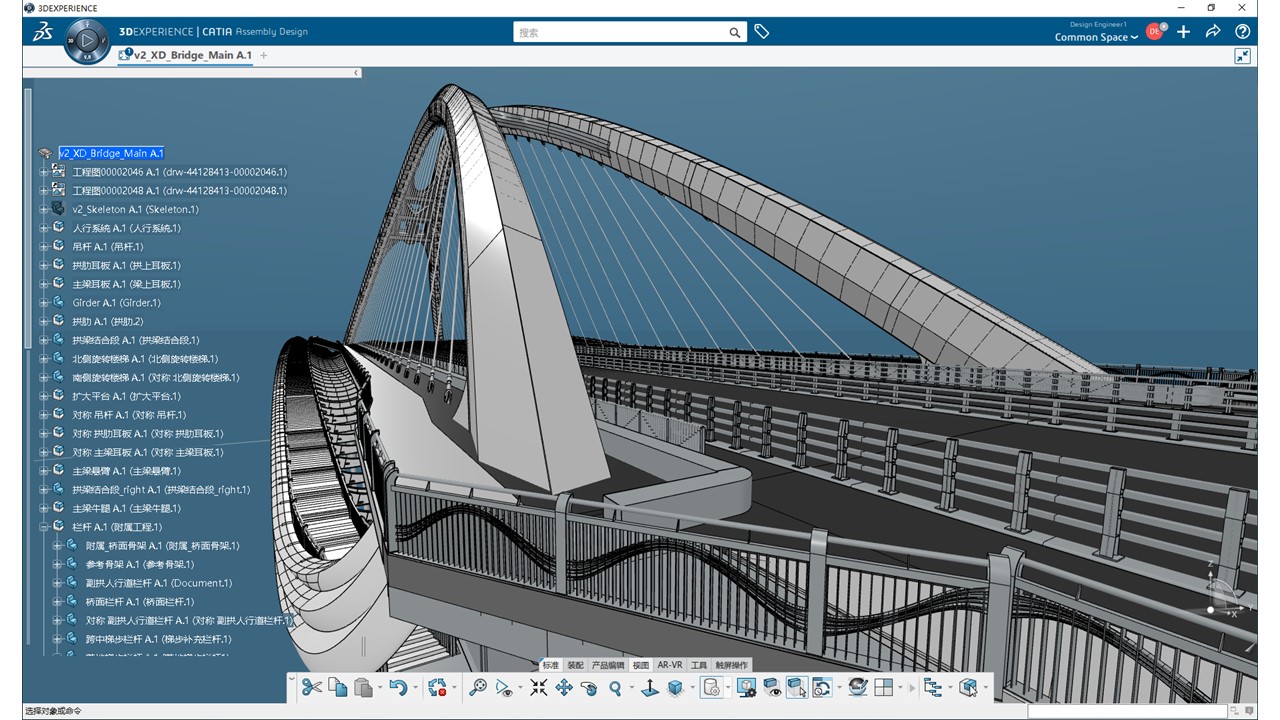 3DEXPERIENCE
3DEXPERIENCE | CATIA Assembly Design
搜索
Design Engineer1
Common Space
DE
v2_XD_Bridge_Main A.1
v2_XD_Bridge_Main A.1
工程图00002046 A.1 (drw-44128413-00002046.1)
工程图00002048 A.1 (drw-44128413-00002048.1)
v2_Skeleton A.1 (Skeleton.1)
人行系统 A.1 (人行系统.1)
吊杆 A.1 (吊杆.1)
拱肋耳板 A.1 (拱上耳板.1)
主梁耳板 A.1 (梁上耳板.1)
Girder A.1 (Girder.1)
拱肋 A.1 (拱肋.2)
拱梁结合段 A.1 (拱梁结合段.1)
北侧旋转楼梯 A.1 (北侧旋转楼梯.1)
南侧旋转楼梯 A.1 (对称 北侧旋转楼梯.1)
扩大平台 A.1 (扩大平台.1)
对称 吊杆 A.1 (对称 吊杆.1)
对称 拱肋耳板 A.1 (对称 拱肋耳板.1)
对称 主梁耳板 A.1 (对称 主梁耳板.1)
主梁悬臂 A.1 (主梁悬臂.1)
拱梁结合段_right A.1 (拱梁结合段_right.1)
主梁牛腿 A.1 (主梁牛腿.1)
栏杆 A.1 (附属工程.1)
附属_桥面骨架 A.1 (附属_桥面骨架.1)
参考骨架 A.1 (参考骨架.1)
副拱人行道栏杆 A.1 (Document.1)
桥面栏杆 A.1 (桥面栏杆.1)
对称 副拱人行道栏杆 A.1 (对称 副拱人行道栏杆.1)
跨中梯步栏杆 A.1 (梯步补充栏杆.1)
Z
Y
X
标准 装配 产品编辑 视图 AR-VR 工具 触屏操作
选择对象或命令